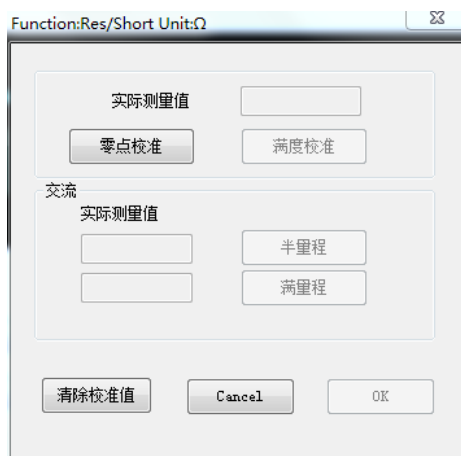 Function:Res/Short Unit:Ω
实际测量值
零点校准 满度校准
交流
实际测量值
半量程
满量程
清除校准值 Cancel OK